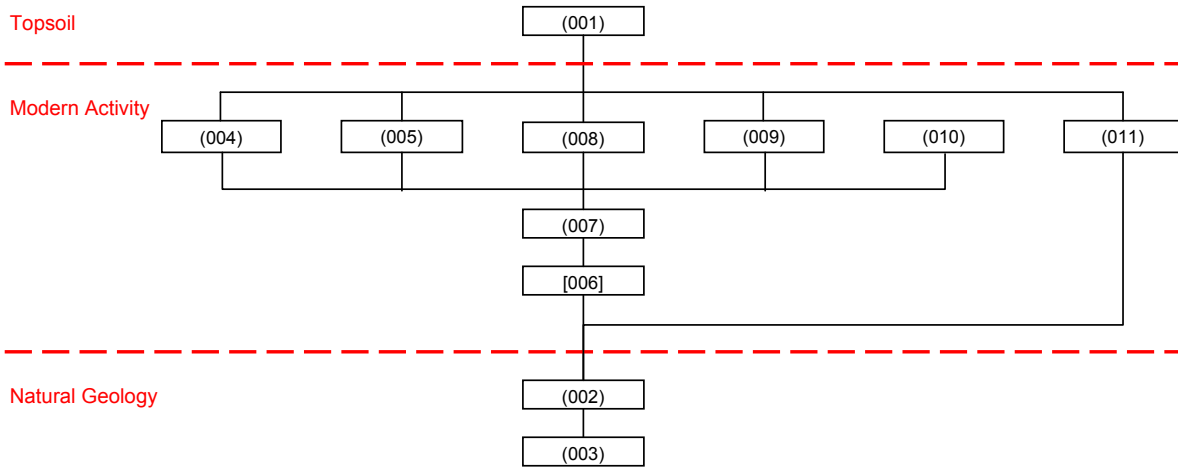 Topsoil
(001)
Modern Activity
(004) (005) (008) (009) (010) (011)
(007)
[006]
Natural Geology
(002)
(003)